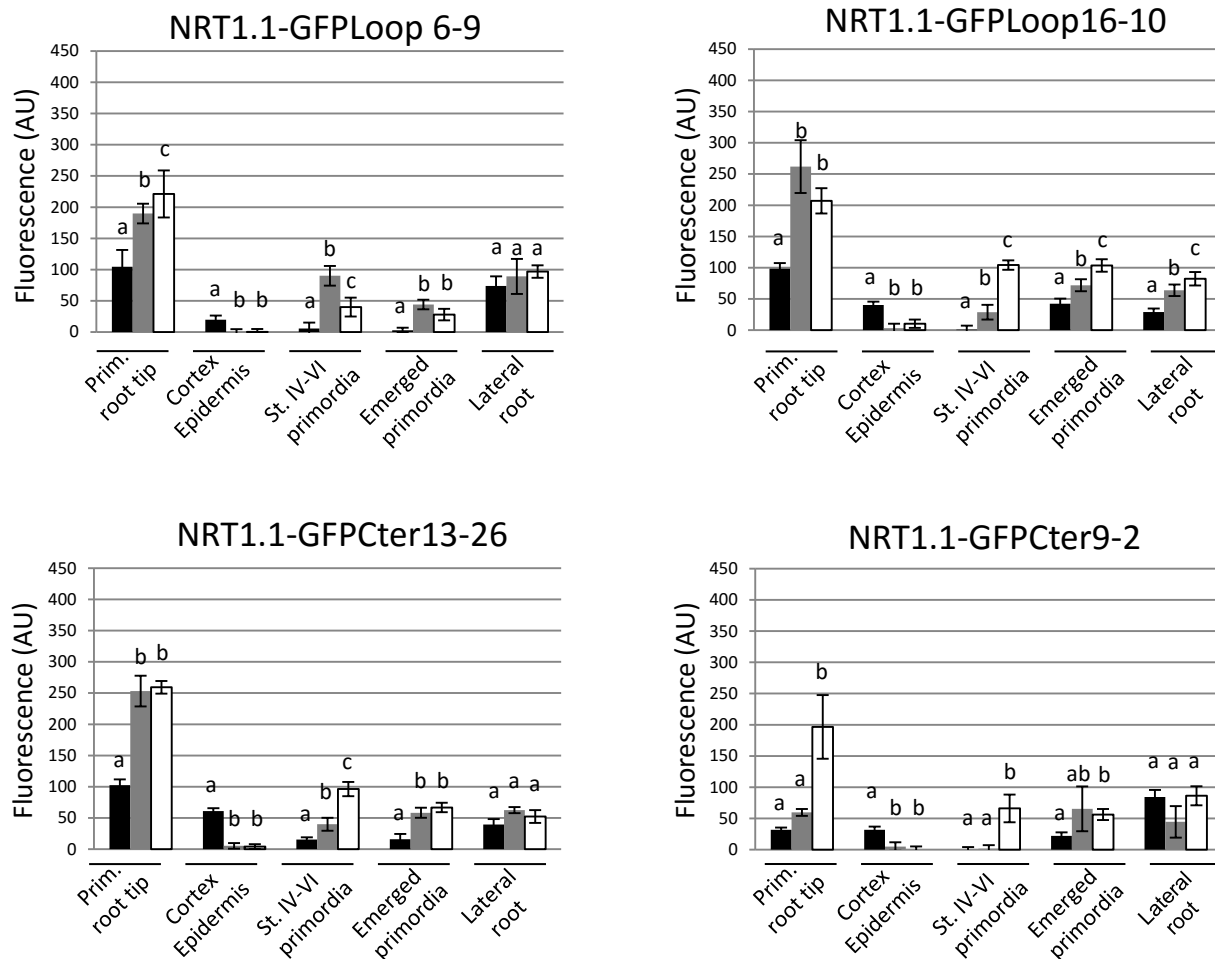 NRT1.1-GFPLoop 6-9
Fluorescence (AU)
450
400
350
300
250
200
150
100
50
0
a b c
a b b
a b c
a b b
a a a
Prim.
root tip
Cortex
Epidermis
St. IV-VI
primordia
Emerged
primordia
Lateral
root
NRT1.1-GFPLoop16-10
Fluorescence (AU)
450
400
350
300
250
200
150
100
50
0
a b b
a b b
a b c
a b c
a b c
Prim.
root tip
Cortex
Epidermis
St. IV-VI
primordia
Emerged
primordia
Lateral
root
NRT1.1-GFPCter13-26
Fluorescence (AU)
450
400
350
300
250
200
150
100
50
0
a b b
a b b
a b c
a b b
a a a
Prim.
root tip
Cortex
Epidermis
St. IV-VI
primordia
Emerged
primordia
Lateral
root
NRT1.1-GFPCter9-2
Fluorescence (AU)
450
400
350
300
250
200
150
100
50
0
a a b
a b b
a a b
a ab b
a a a
Prim.
root tip
Cortex
Epidermis
St. IV-VI
primordia
Emerged
primordia
Lateral
root